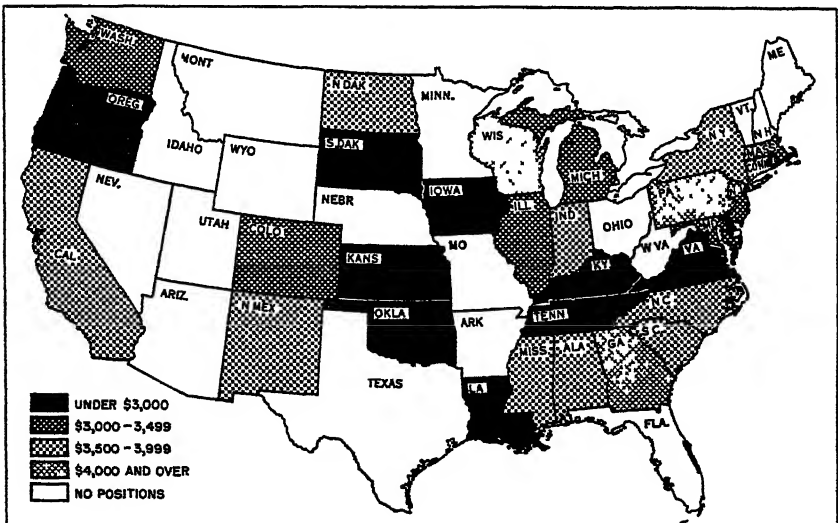 WASH.
MONT
N DAK
MINN.
ME
OREG.
IDAHO
WYO
S. DAK
WIS
MICH
N.Y.
VT.
N.H.
MASS
CONN
NEV.
UTAH
COLO.
NEBR
IOWA
ILL
IND
OHIO
PA
W VA
VA
CAL.
ARIZ.
N MEX
KANS
MO
KY.
OKLA
ARK
TENN.
N.C.
S.C.
TEXAS
LA
MISS
ALA
GA
FLA.
UNDER $3,000
$3,000-3,499
$3,500-3,999
$4,000 AND OVER
NO POSITIONS